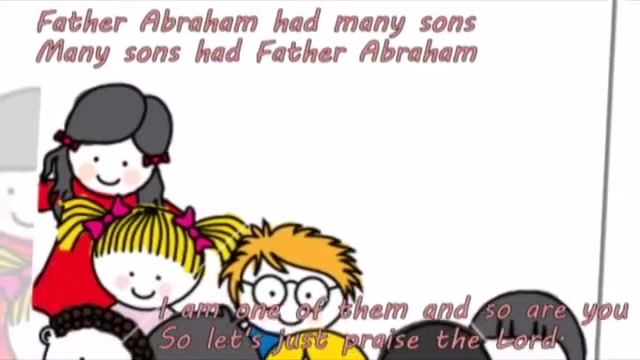 Father Abraham had many sons
Many sons had Father Abraham
I am one of them and so are you
So let's just praise the Lord.